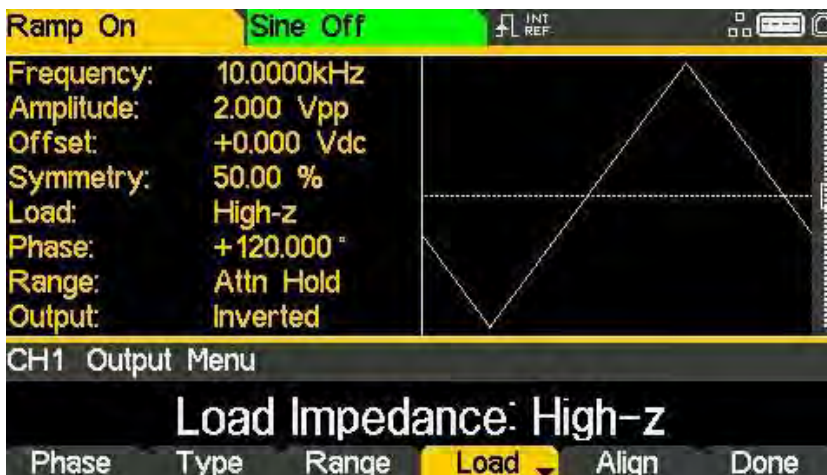 Ramp On Sine Off INT REF
Frequency: 10.0000kHz
Amplitude: 2.000 Vpp
Offset: +0.000 Vdc
Symmetry: 50.00 %
Load: High-z
Phase: +120.000 °
Range: Attn Hold
Output: Inverted
CH1 Output Menu
Load Impedance: High-z
Phase Type Range Load Align Done